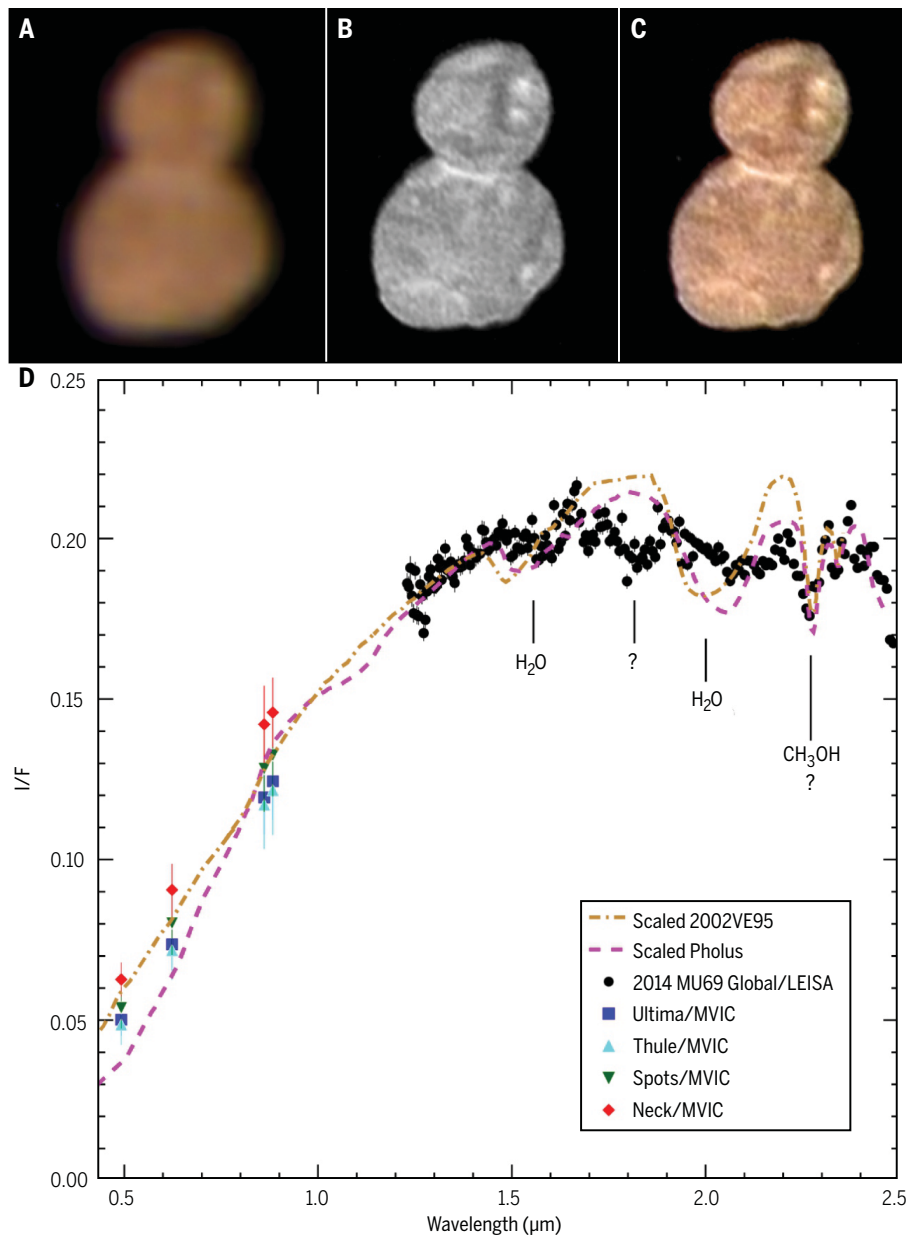 A
B
C
D
0.25
0.20
0.15
0.10
0.05
0.00
I/F
H₂O
?
H₂O
CH₃OH
?
Scaled 2002VE95
Scaled Pholus
2014 MU69 Global/LEISA
Ultima/MVIC
Thule/MVIC
Spots/MVIC
Neck/MVIC
0.5 1.0 1.5 2.0 2.5
Wavelength (µm)